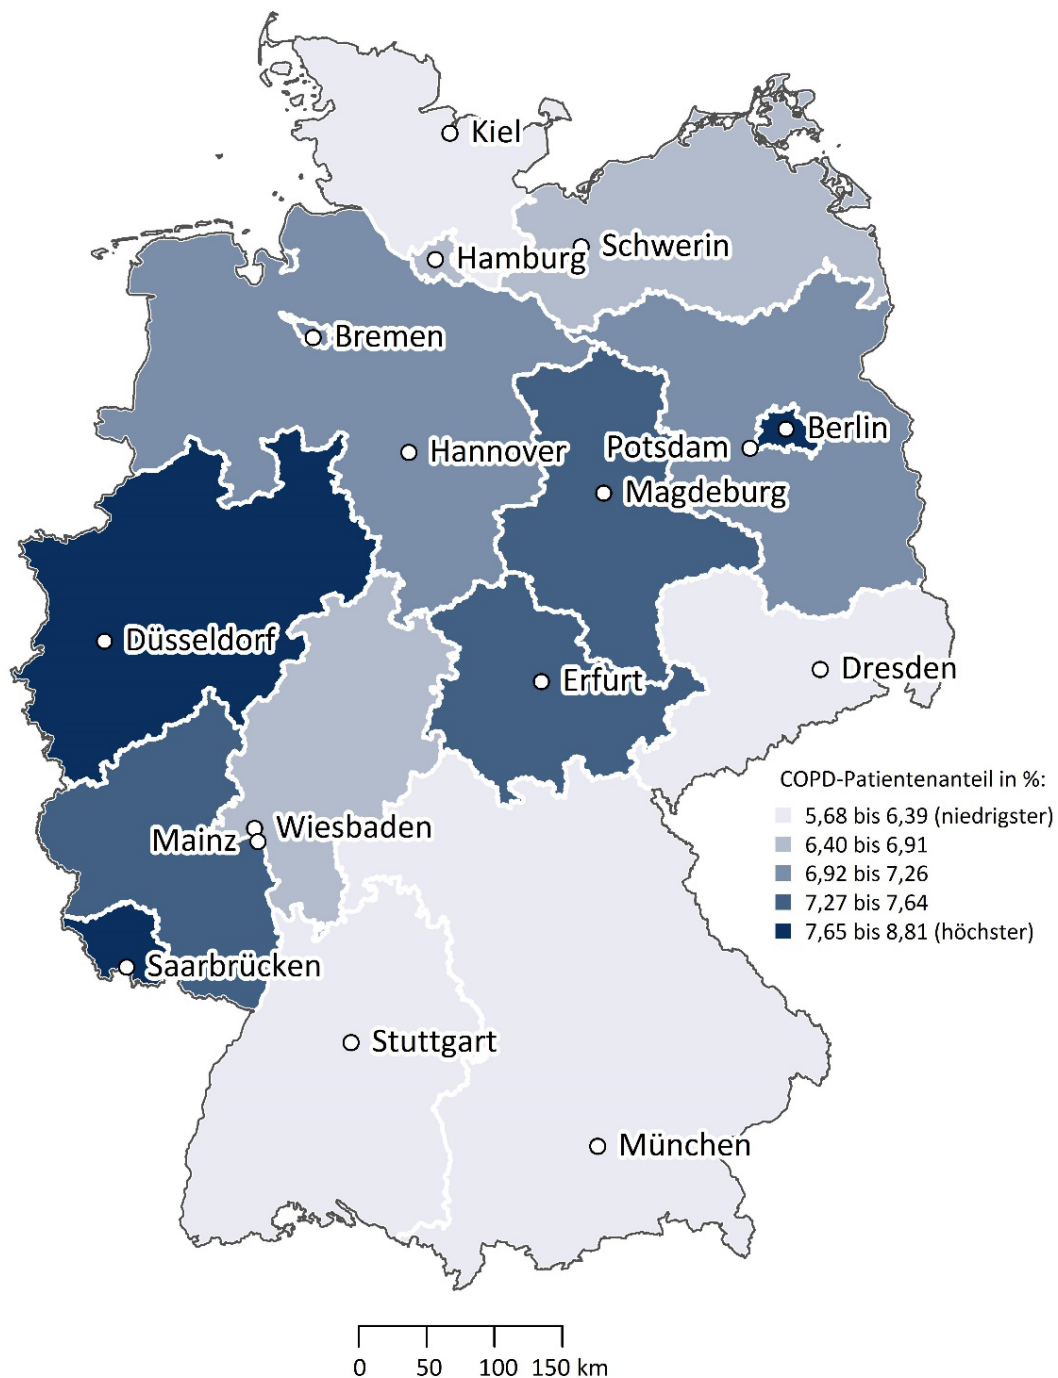 Kiel
Schwerin
Hamburg
Bremen
Berlin
Potsdam
Hannover
Magdeburg
Düsseldorf
Dresden
Erfurt
COPD-Patientenanteil in %:
5,68 bis 6,39 (niedrigster)
6,40 bis 6,91
6,92 bis 7,26
7,27 bis 7,64
7,65 bis 8,81 (höchster)
Wiesbaden
Mainz
Saarbrücken
Stuttgart
München
0 50 100 150 km